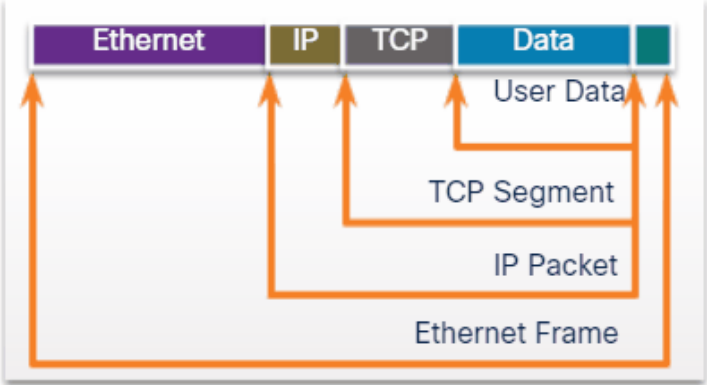 Ethernet IP TCP Data
User Data
TCP Segment
IP Packet
Ethernet Frame